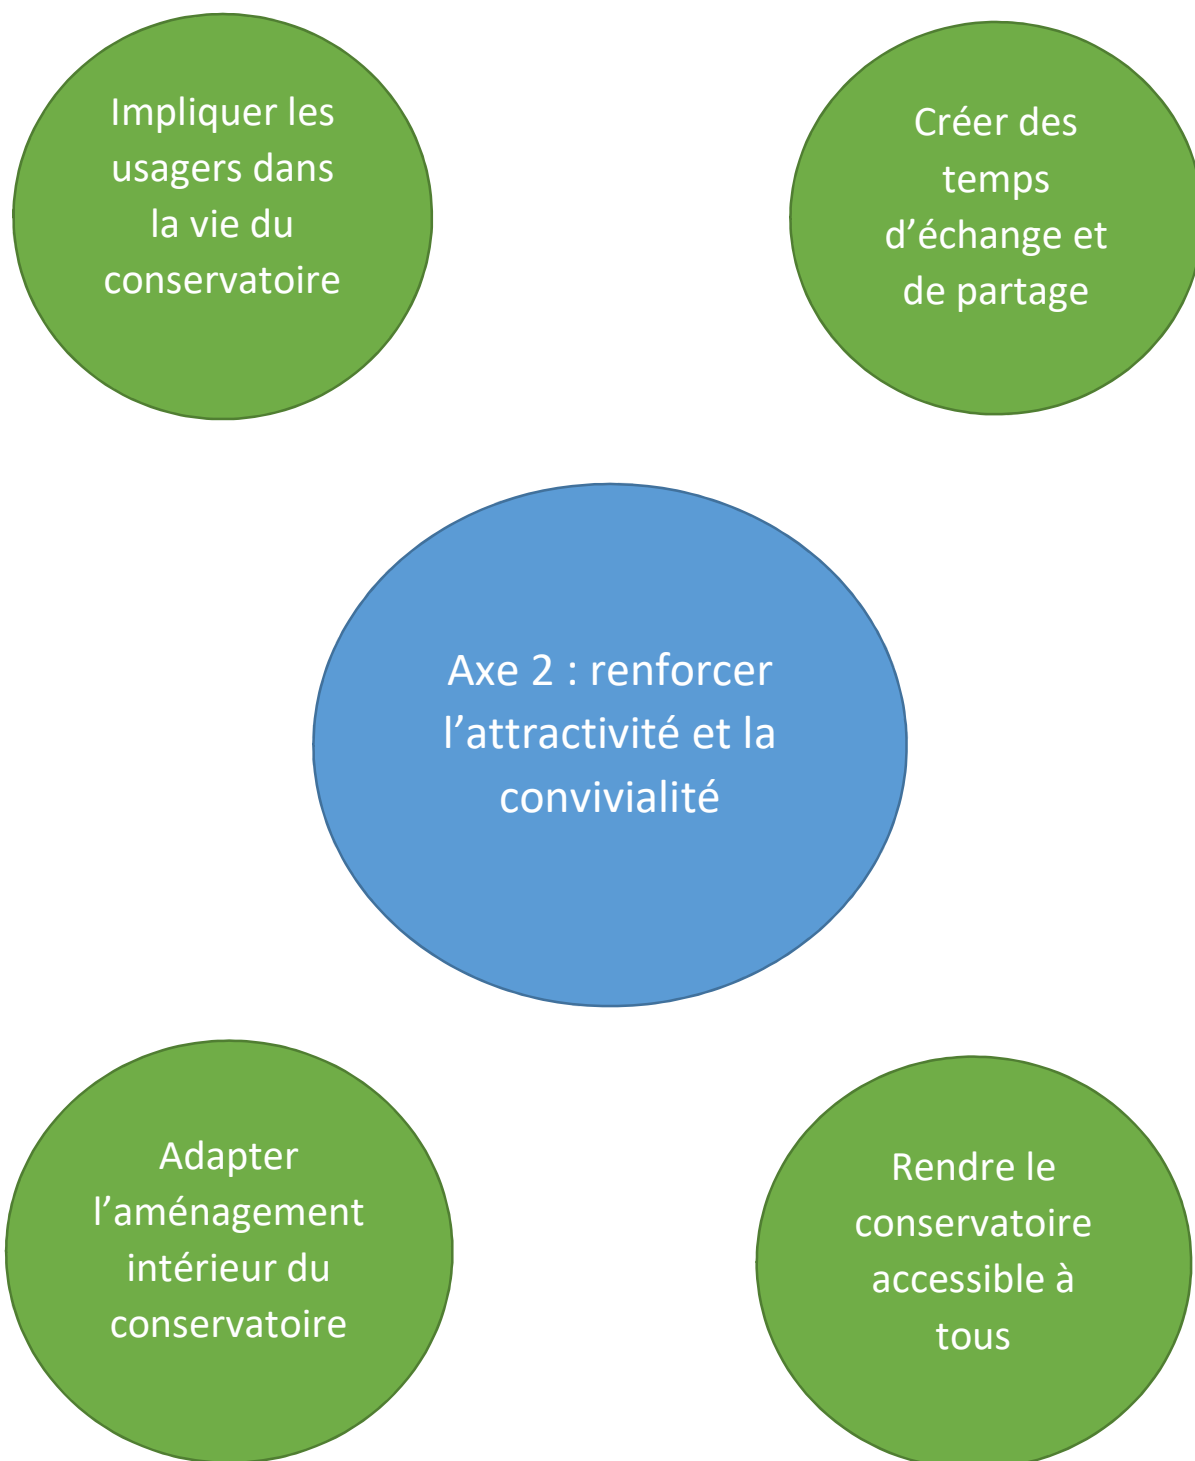 Impliquer les
usagers dans
la vie du
conservatoire
Créer des
temps
d’échange et
de partage
Axe 2 : renforcer
l’attractivité et la
convivialité
Adapter
l’aménagement
intérieur du
conservatoire
Rendre le
conservatoire
accessible à
tous